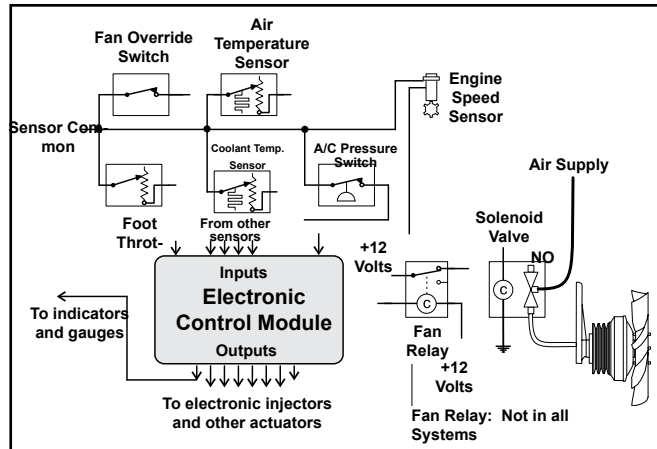 Fan Override
Switch
Air
Temperature
Sensor
Engine
Speed
Sensor
Sensor Com-
mon
Coolant Temp.
Sensor
A/C Pressure
Switch
Air Supply
Foot
Throt-
From other
sensors
Solenoid
Valve
+12
Volts
NO
Inputs
Electronic
Control Module
Outputs
C
C
To indicators
and gauges
Fan
Relay
+12
Volts
To electronic injectors
and other actuators
Fan Relay: Not in all
Systems